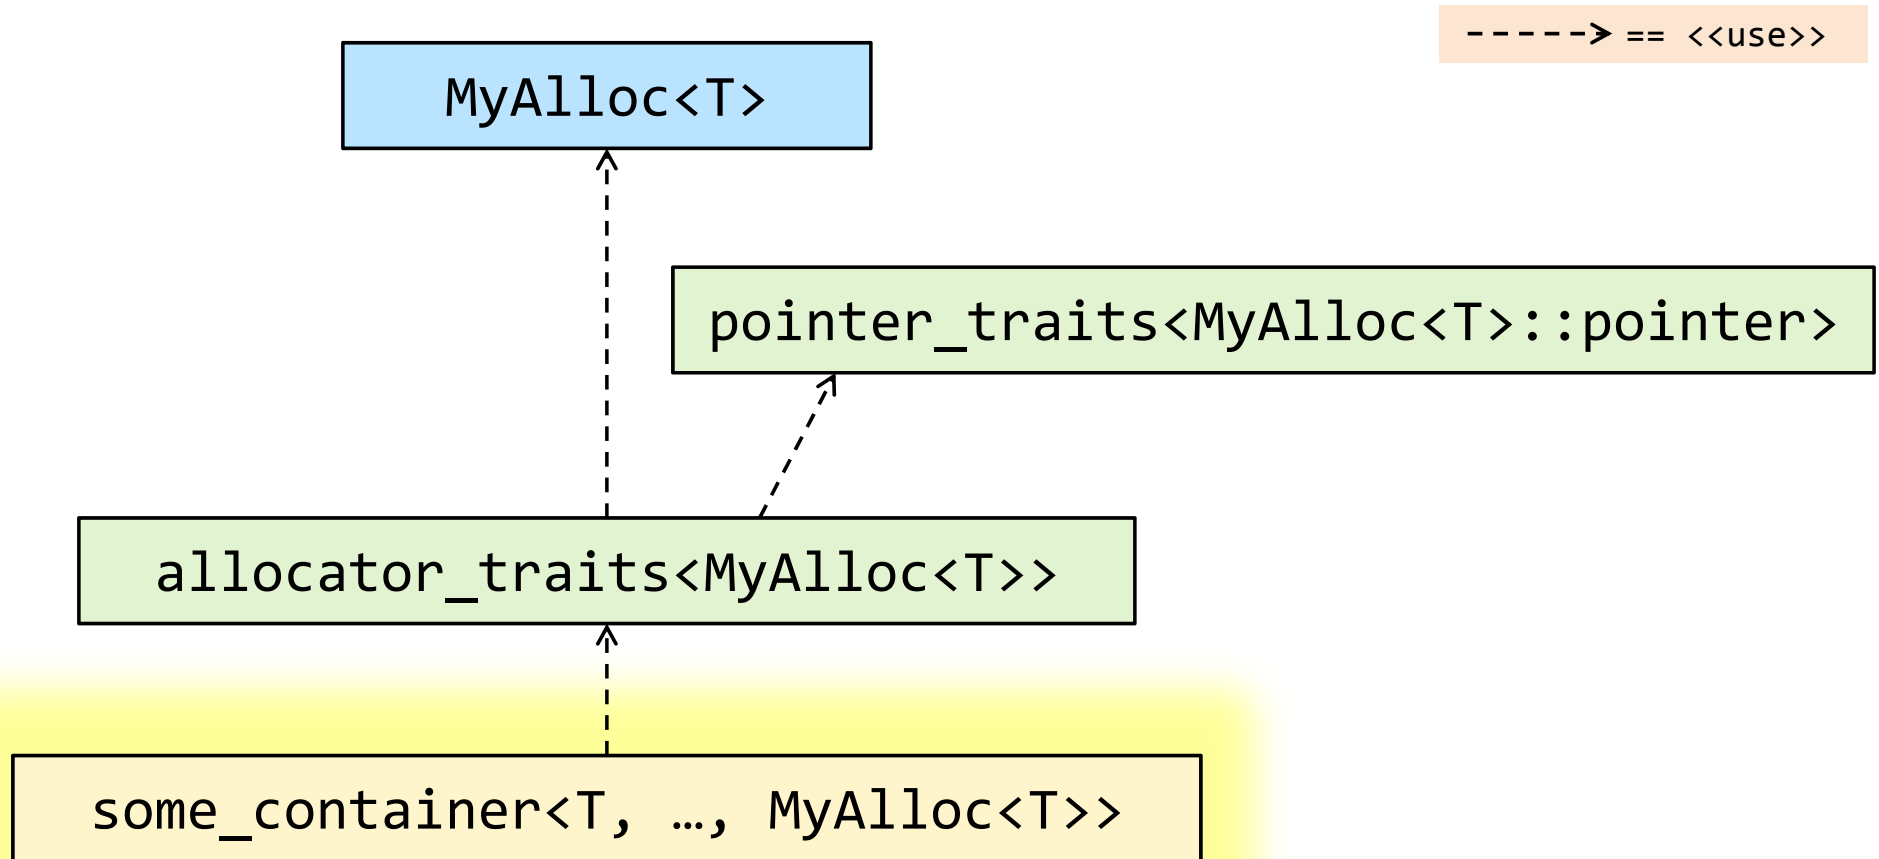 == <<use>>
MyAlloc<T>
pointer_traits<MyAlloc<T>::pointer>
allocator_traits<MyAlloc<T>>
some_container<T, …, MyAlloc<T>>